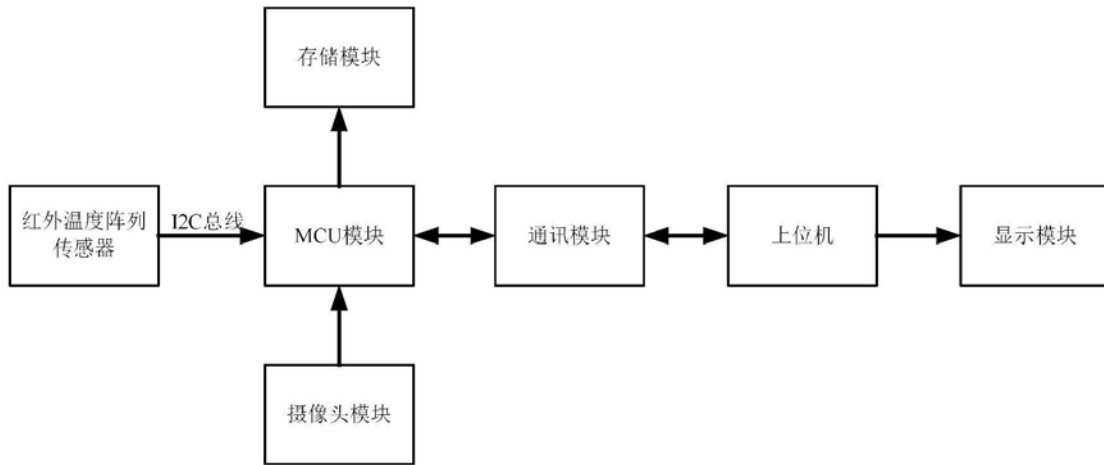 存储模块
红外温度阵列
传感器
I2C总线
MCU模块
通讯模块
上位机
显示模块
摄像头模块